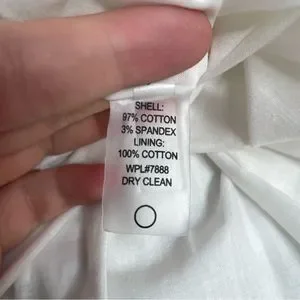 SHELL:
97% COTTON
3% SPANDEX
LINING:
100% COTTON
WPL#7888
DRY CLEAN